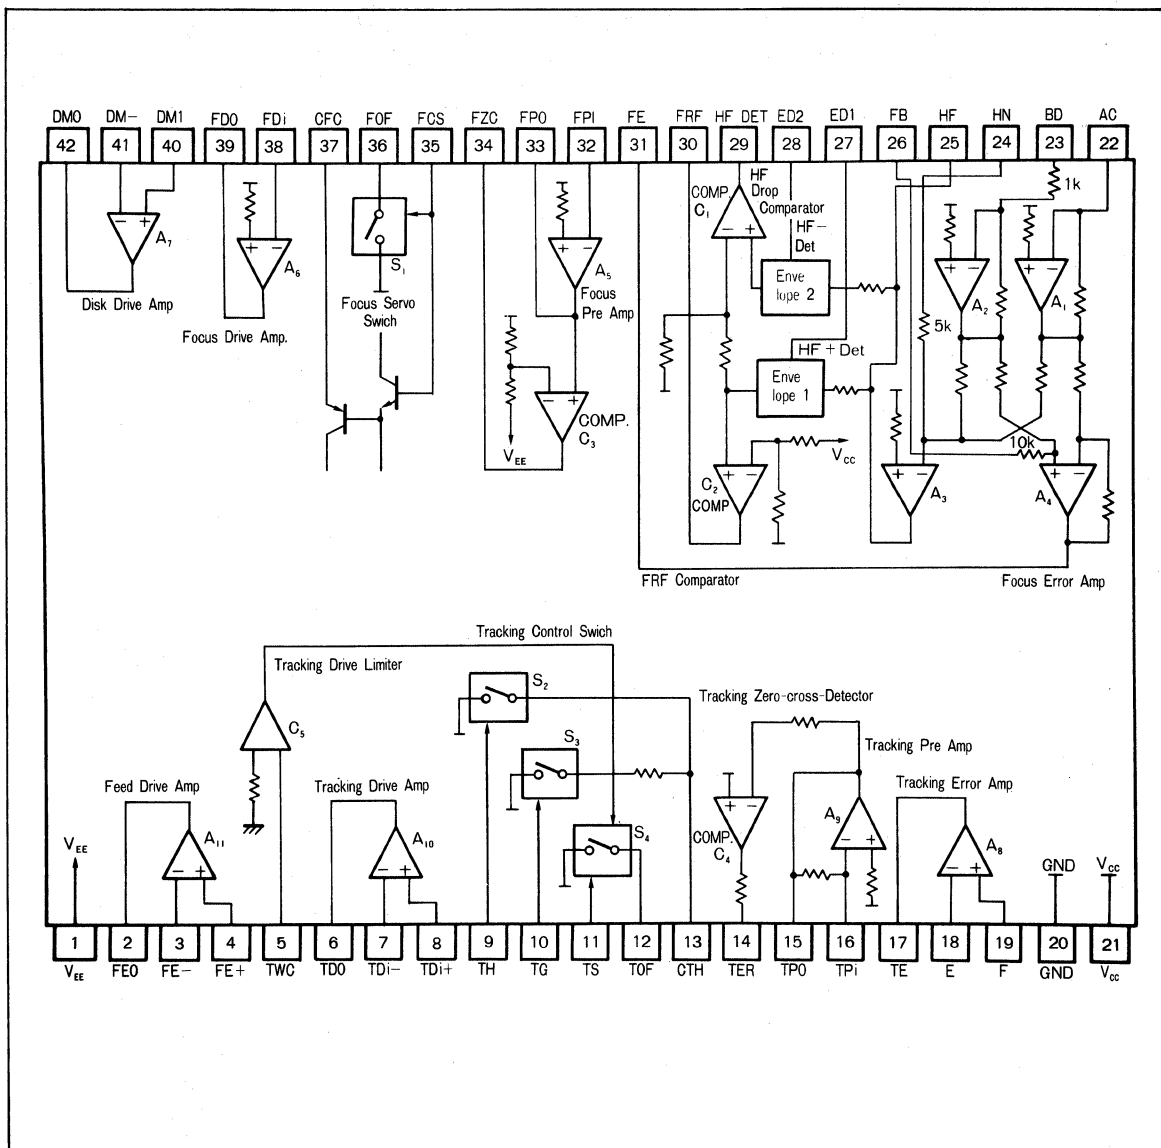 DMO DM− DM1 FDO FDi CFC FOF FCS FZC FPO FPI FE FRF HF DET ED2 ED1 FB HF HN BD AC
42 41 40 39 38 37 36 35 34 33 32 31 30 29 28 27 26 25 24 23 22
1k
HF
Drop
Comparator
COMP.
C₁
HF−
Det
− +
A₇
+ −
A₆
S₁
+ −
A₅
− +
Enve
lope 2
+ −
A₂
+ −
A₁
Disk Drive Amp
Focus Drive Amp.
Focus Servo
Swich
Focus
Pre Amp
5k
HF + Det
Enve
lope 1
− +
COMP.
C₃
V_EE
V_CC
10k
C₂
COMP
+ −
+ −
A₃
+ −
A₄
FRF Comparator
Focus Error Amp
Tracking Control Swich
Tracking Drive Limiter
S₂
Tracking Zero-cross-Detector
C₅
S₃
Tracking Pre Amp
Feed Drive Amp
Tracking Drive Amp
Tracking Error Amp
S₄
+ −
COMP.
C₄
A₉
− +
V_EE
A₁₁
− +
A₁₀
− +
A₈
− +
GND
V_CC
1 2 3 4 5 6 7 8 9 10 11 12 13 14 15 16 17 18 19 20 21
V_EE FEO FE− FE+ TWC TDO TDi− TDi+ TH TG TS TOF CTH TER TPO TPi TE E F GND V_CC